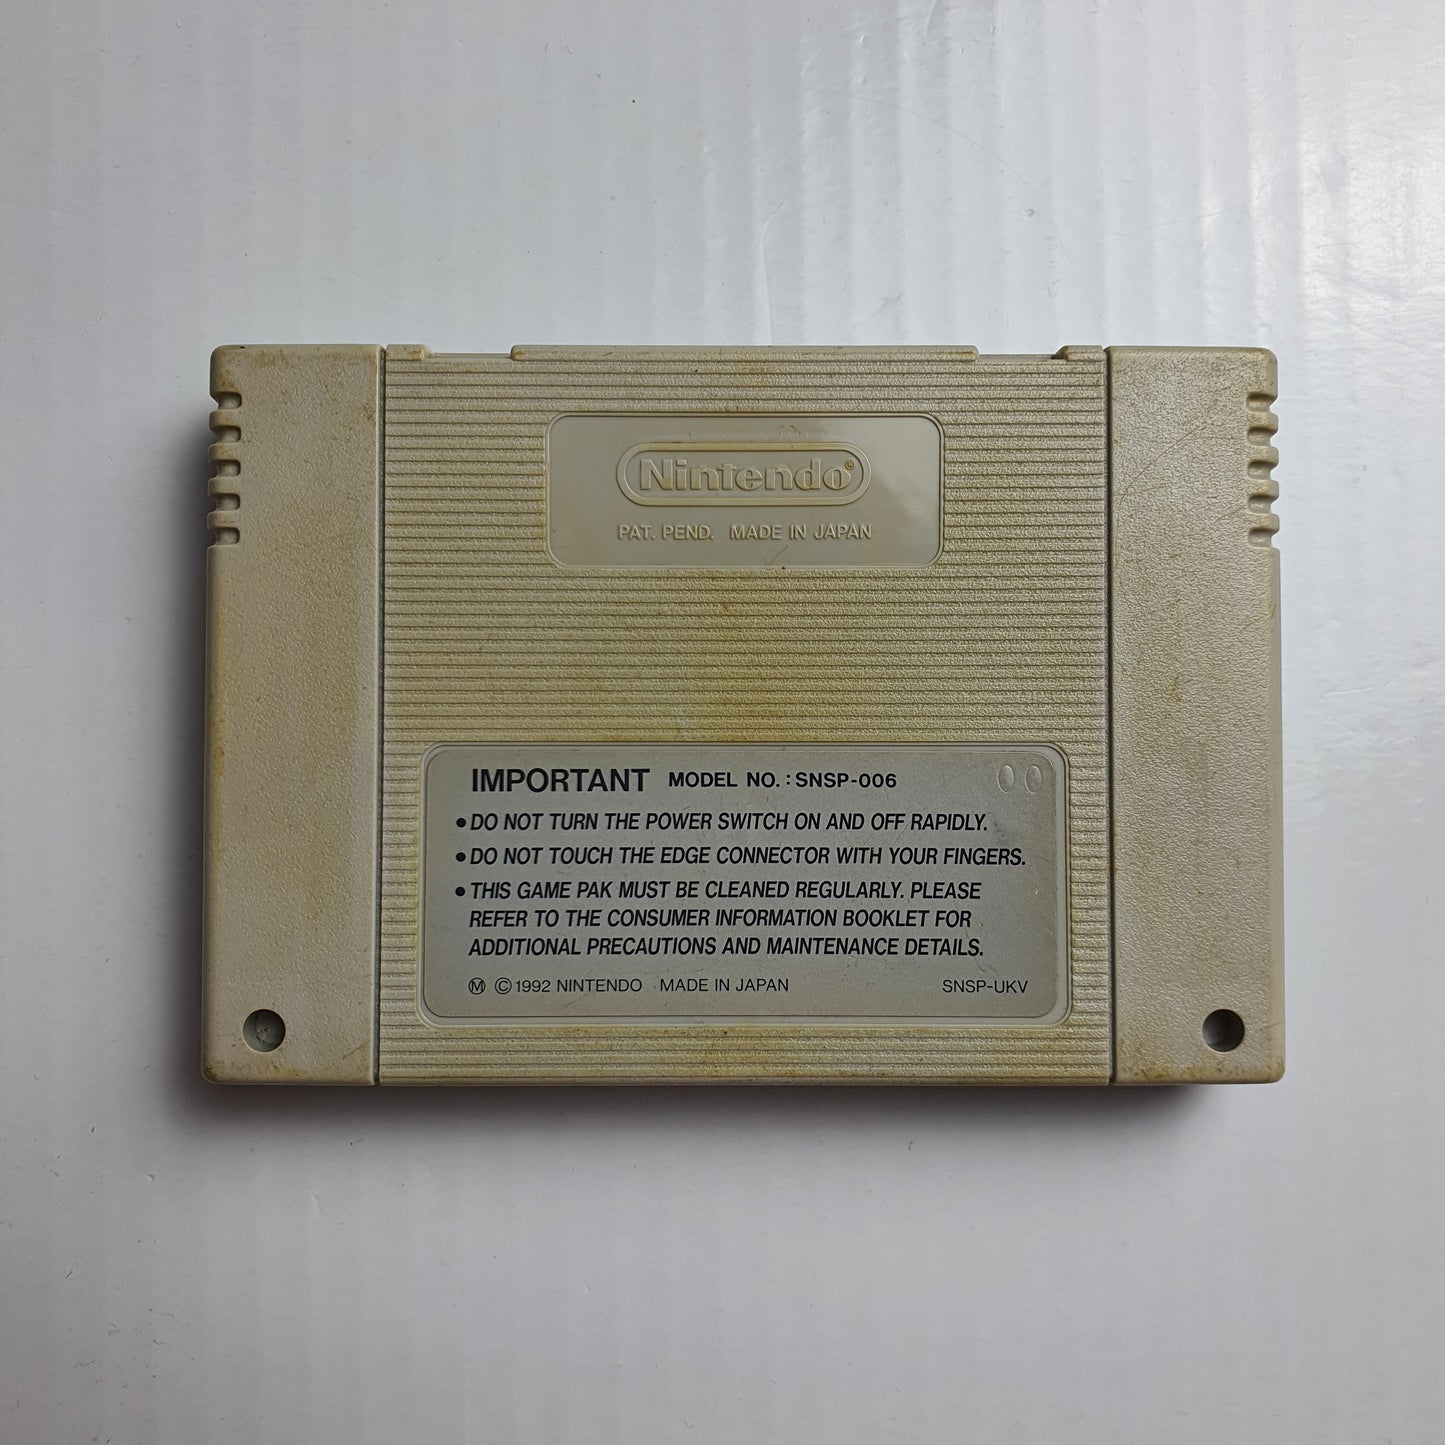 Nintendo®
PAT. PEND. MADE IN JAPAN
IMPORTANT MODEL NO. : SNSP-006 00
• DO NOT TURN THE POWER SWITCH ON AND OFF RAPIDLY.
• DO NOT TOUCH THE EDGE CONNECTOR WITH YOUR FINGERS.
• THIS GAME PAK MUST BE CLEANED REGULARLY. PLEASE
REFER TO THE CONSUMER INFORMATION BOOKLET FOR
ADDITIONAL PRECAUTIONS AND MAINTENANCE DETAILS.
Ⓜ © 1992 NINTENDO MADE IN JAPAN SNSP-UKV